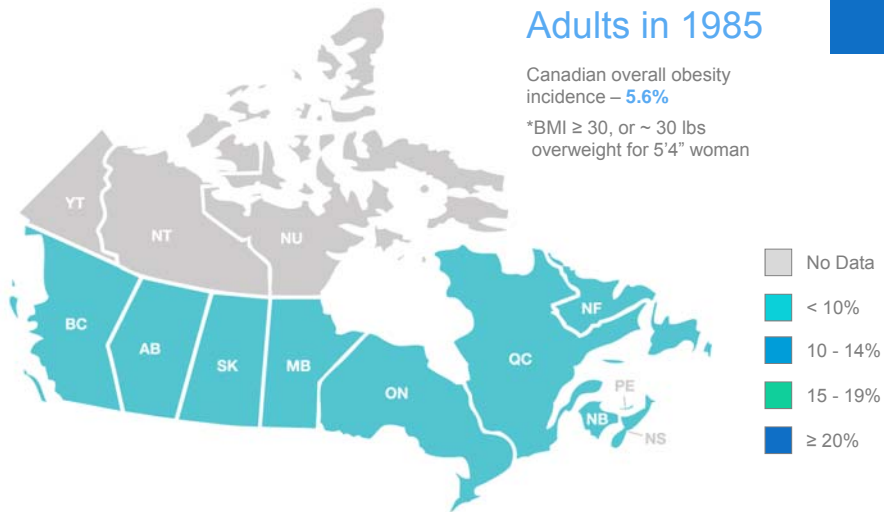 Adults in 1985
Canadian overall obesity
incidence – 5.6%
*BMI ≥ 30, or ~ 30 lbs
overweight for 5’4” woman
YT
NT
NU
BC
AB
SK
MB
ON
QC
NF
PE
NB
NS
No Data
< 10%
10 - 14%
15 - 19%
≥ 20%